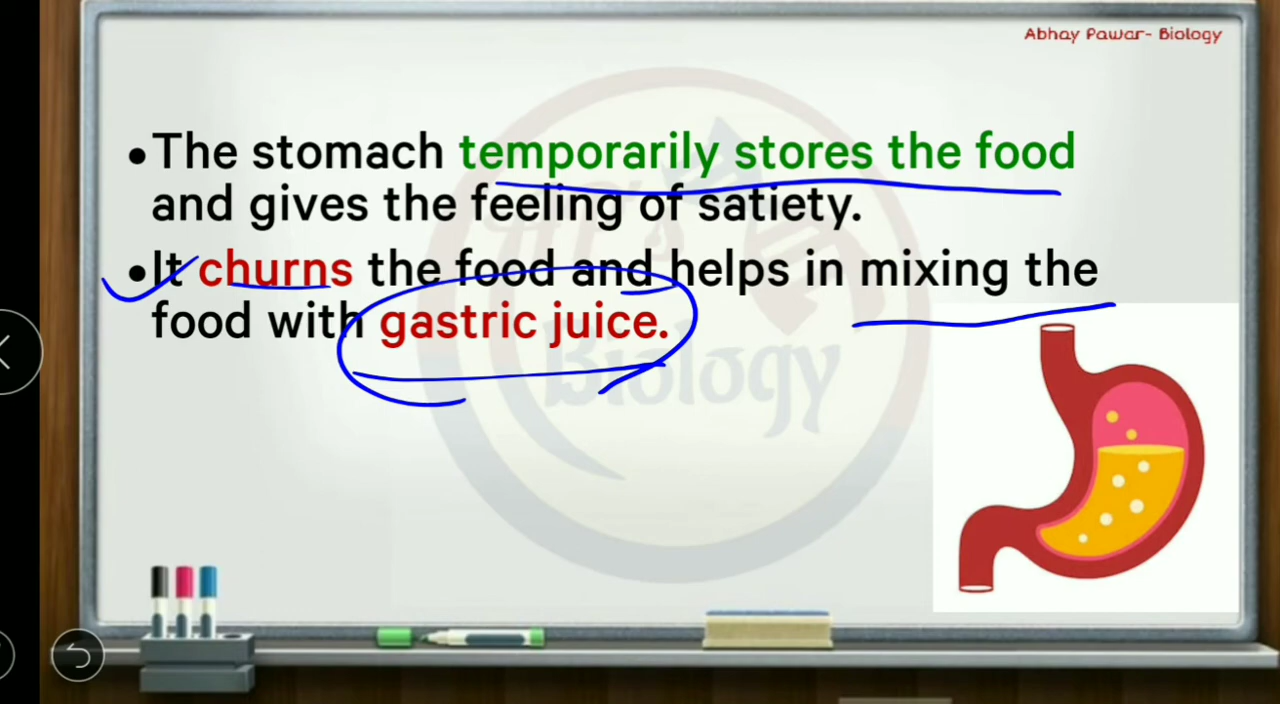 Abhay Pawar- Biology
•The stomach temporarily stores the food
and gives the feeling of satiety.
•It churns the food and helps in mixing the
food with gastric juice.
Biology